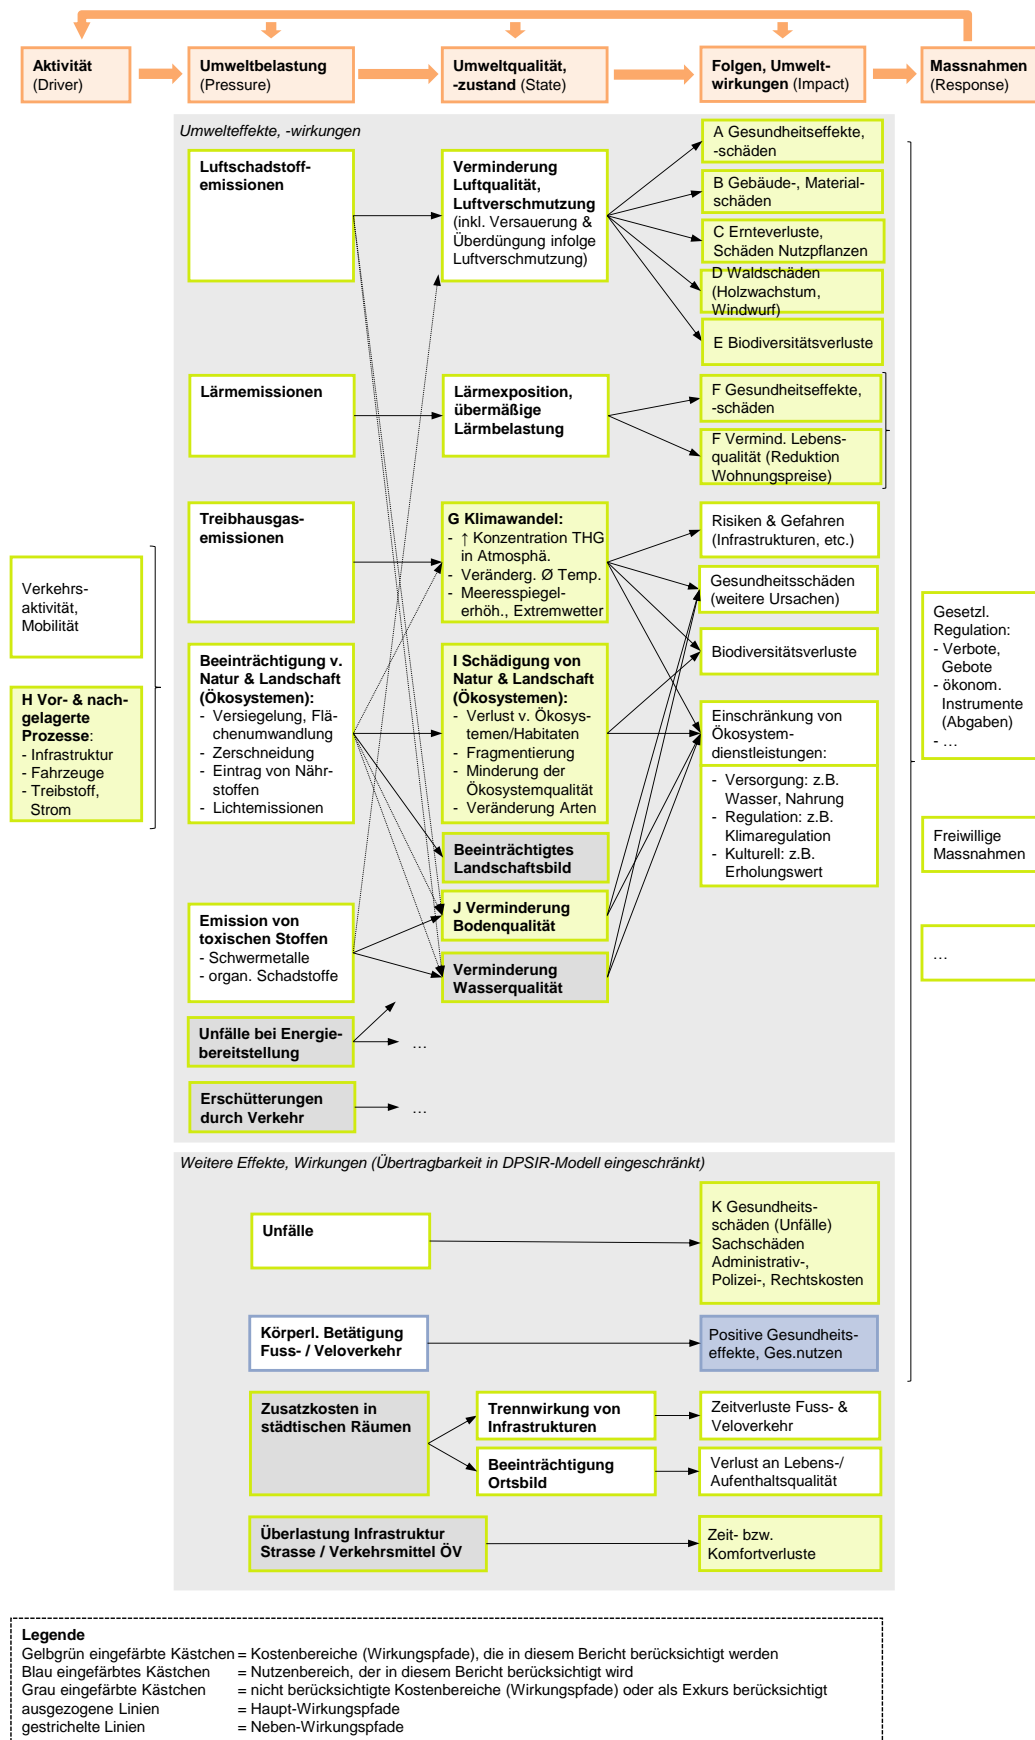 Aktivität
(Driver)
Umweltbelastung
(Pressure)
Umweltqualität,
-zustand (State)
Folgen, Umwelt-
wirkungen (Impact)
Massnahmen
(Response)
Umwelteffekte, -wirkungen
Luftschadstoff-
emissionen
Verminderung
Luftqualität,
Luftverschmutzung
(inkl. Versauerung &
Überdüngung infolge
Luftverschmutzung)
A Gesundheitseffekte,
-schäden
B Gebäude-, Material-
schäden
C Ernteverluste,
Schäden Nutzpflanzen
D Waldschäden
(Holzwachstum,
Windwurf)
E Biodiversitätsverluste
Lärmemissionen
Lärmexposition,
übermäßige
Lärmbelastung
F Gesundheitseffekte,
-schäden
F Vermind. Lebens-
qualität (Reduktion
Wohnungspreise)
Treibhausgas-
emissionen
G Klimawandel:
- ↑ Konzentration THG
in Atmosphä.
- Veränderg. Ø Temp.
- Meeresspiegel-
erhöh., Extremwetter
Risiken & Gefahren
(Infrastrukturen, etc.)
Gesundheitsschäden
(weitere Ursachen)
Biodiversitätsverluste
Verkehrs-
aktivität,
Mobilität
H Vor- & nach-
gelagerte
Prozesse:
- Infrastruktur
- Fahrzeuge
- Treibstoff,
Strom
Beeinträchtigung v.
Natur & Landschaft
(Ökosystemen):
- Versiegelung, Flä-
chenumwandlung
- Zerschneidung
- Eintrag von Nähr-
stoffen
- Lichtemissionen
I Schädigung von
Natur & Landschaft
(Ökosystemen):
- Verlust v. Ökosys-
temen/Habitaten
- Fragmentierung
- Minderung der
Ökosystemqualität
- Veränderung Arten
Einschränkung von
Ökosystem-
dienstleistungen:
- Versorgung: z.B.
Wasser, Nahrung
- Regulation: z.B.
Klimaregulation
- Kulturell: z.B.
Erholungswert
Gesetzl.
Regulation:
- Verbote,
Gebote
- ökonom.
Instrumente
(Abgaben)
- …
Freiwillige
Massnahmen
…
Beeinträchtigtes
Landschaftsbild
Emission von
toxischen Stoffen
- Schwermetalle
- organ. Schadstoffe
J Verminderung
Bodenqualität
Verminderung
Wasserqualität
Unfälle bei Energie-
bereitstellung
…
Erschütterungen
durch Verkehr
…
Weitere Effekte, Wirkungen (Übertragbarkeit in DPSIR-Modell eingeschränkt)
Unfälle
K Gesundheits-
schäden (Unfälle)
Sachschäden
Administrativ-,
Polizei-, Rechtskosten
Körperl. Betätigung
Fuss- / Veloverkehr
Positive Gesundheits-
effekte, Ges.nutzen
Zusatzkosten in
städtischen Räumen
Trennwirkung von
Infrastrukturen
Zeitverluste Fuss- &
Veloverkehr
Beeinträchtigung
Ortsbild
Verlust an Lebens-/
Aufenthaltsqualität
Überlastung Infrastruktur
Strasse / Verkehrsmittel ÖV
Zeit- bzw.
Komfortverluste
Legende
Gelbgrün eingefärbte Kästchen = Kostenbereiche (Wirkungspfade), die in diesem Bericht berücksichtigt werden
Blau eingefärbtes Kästchen = Nutzenbereich, der in diesem Bericht berücksichtigt wird
Grau eingefärbte Kästchen = nicht berücksichtigte Kostenbereiche (Wirkungspfade) oder als Exkurs berücksichtigt
ausgezogene Linien = Haupt-Wirkungspfade
gestrichelte Linien = Neben-Wirkungspfade